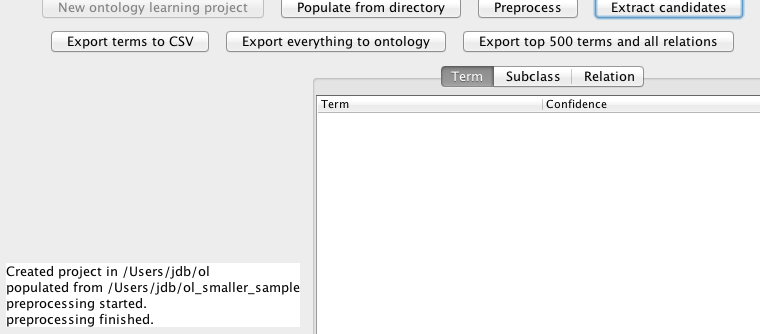 New ontology learning project Populate from directory Preprocess Extract candidates
Export terms to CSV Export everything to ontology Export top 500 terms and all relations
Term Subclass Relation
Term Confidence
Created project in /Users/jdb/ol
populated from /Users/jdb/ol_smaller_sample
preprocessing started.
preprocessing finished.